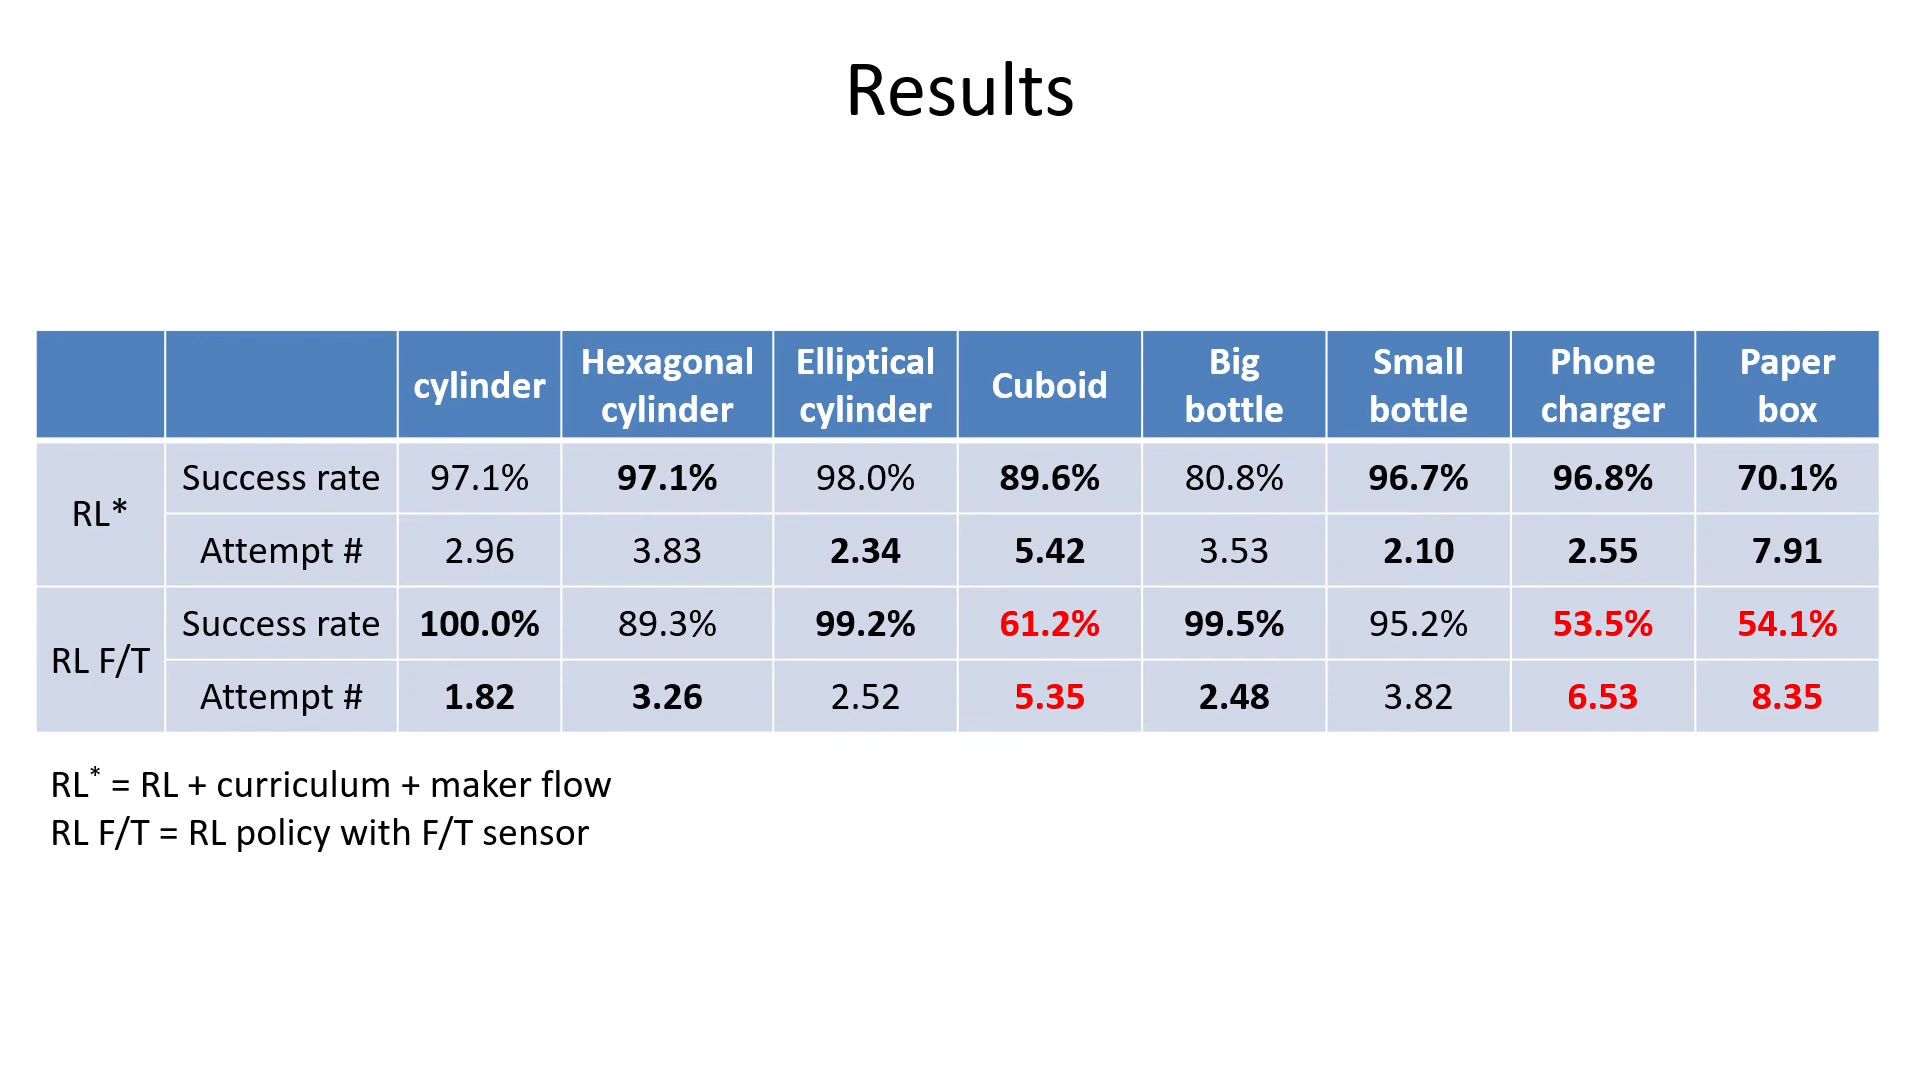 Results
cylinder Hexagonal cylinder Elliptical cylinder Cuboid Big bottle Small bottle Phone charger Paper box
RL* Success rate 97.1% 97.1% 98.0% 89.6% 80.8% 96.7% 96.8% 70.1%
Attempt # 2.96 3.83 2.34 5.42 3.53 2.10 2.55 7.91
RL F/T Success rate 100.0% 89.3% 99.2% 61.2% 99.5% 95.2% 53.5% 54.1%
Attempt # 1.82 3.26 2.52 5.35 2.48 3.82 6.53 8.35
RL* = RL + curriculum + maker flow
RL F/T = RL policy with F/T sensor